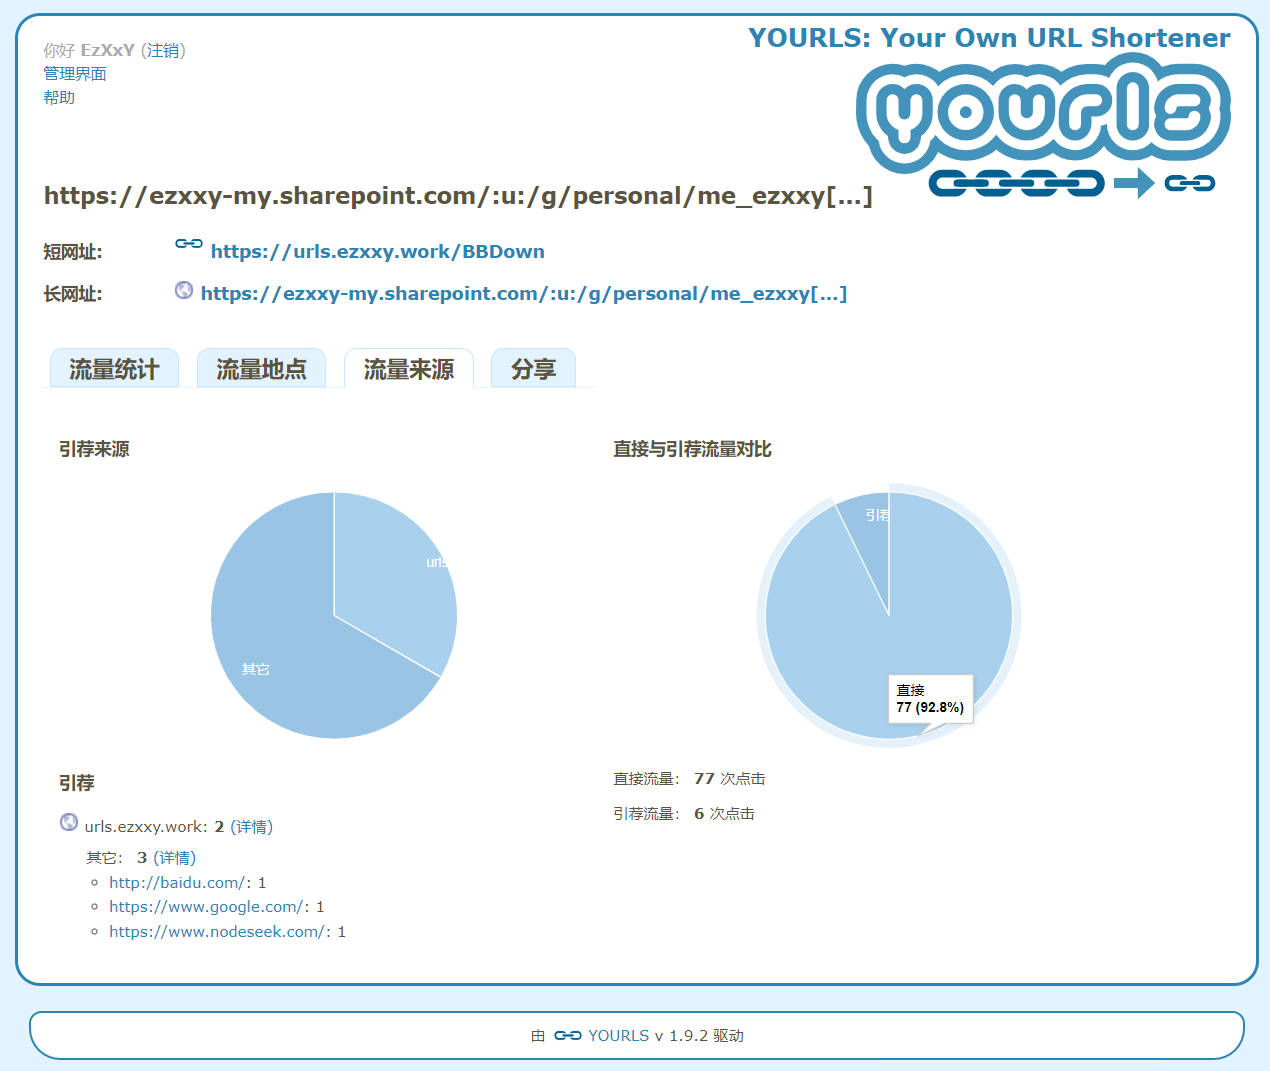 你好 EzXxY (注销)
管理界面
帮助
YOURLS: Your Own URL Shortener
yourls
https://ezxxy-my.sharepoint.com/:u:/g/personal/me_ezxxy[...]
短网址: https://urls.ezxxy.work/BBDown
长网址: https://ezxxy-my.sharepoint.com/:u:/g/personal/me_ezxxy[...]
流量统计 流量地点 流量来源 分享
引荐来源
urls
其它
引荐
urls.ezxxy.work: 2 (详情)
其它： 3 (详情)
http://baidu.com/: 1
https://www.google.com/: 1
https://www.nodeseek.com/: 1
直接与引荐流量对比
引荐
直接
77 (92.8%)
直接流量： 77 次点击
引荐流量： 6 次点击
由 YOURLS v 1.9.2 驱动